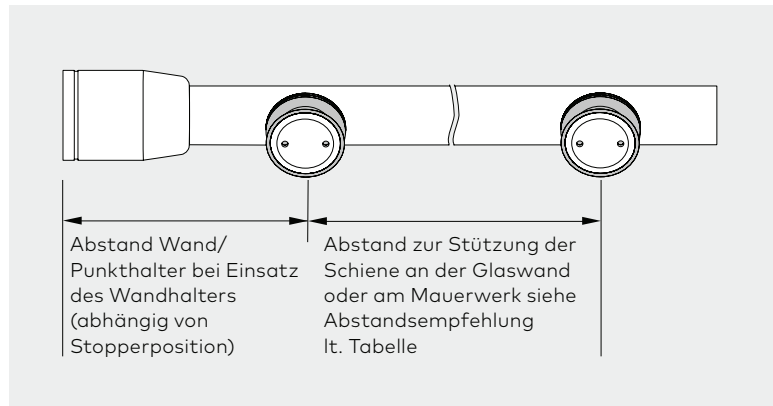 Abstand Wand/
Punkthalter bei Einsatz
des Wandhalters
(abhängig von
Stopperposition)
Abstand zur Stützung der
Schiene an der Glaswand
oder am Mauerwerk siehe
Abstandsempfehlung
lt. Tabelle